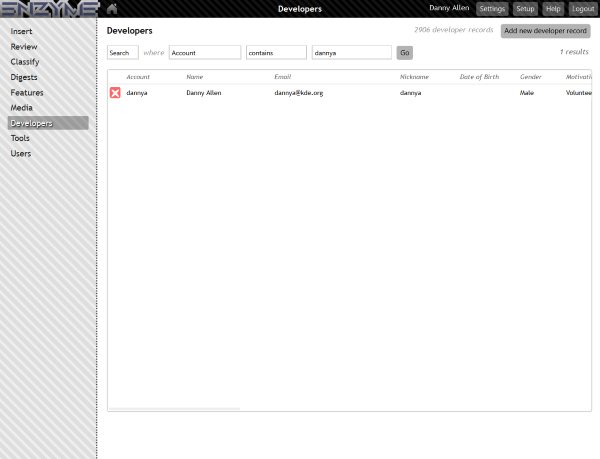 ENZYME Developers Danny Allen Settings Setup Help Logout
Insert
Review
Classify
Digests
Features
Media
Developers
Tools
Users
Developers 2906 developer records Add new developer record
Search where Account contains dannya Go 1 results
Account Name Email Nickname Date of Birth Gender Motivati
dannya Danny Allen dannya@kde.org dannya Male Voluntee